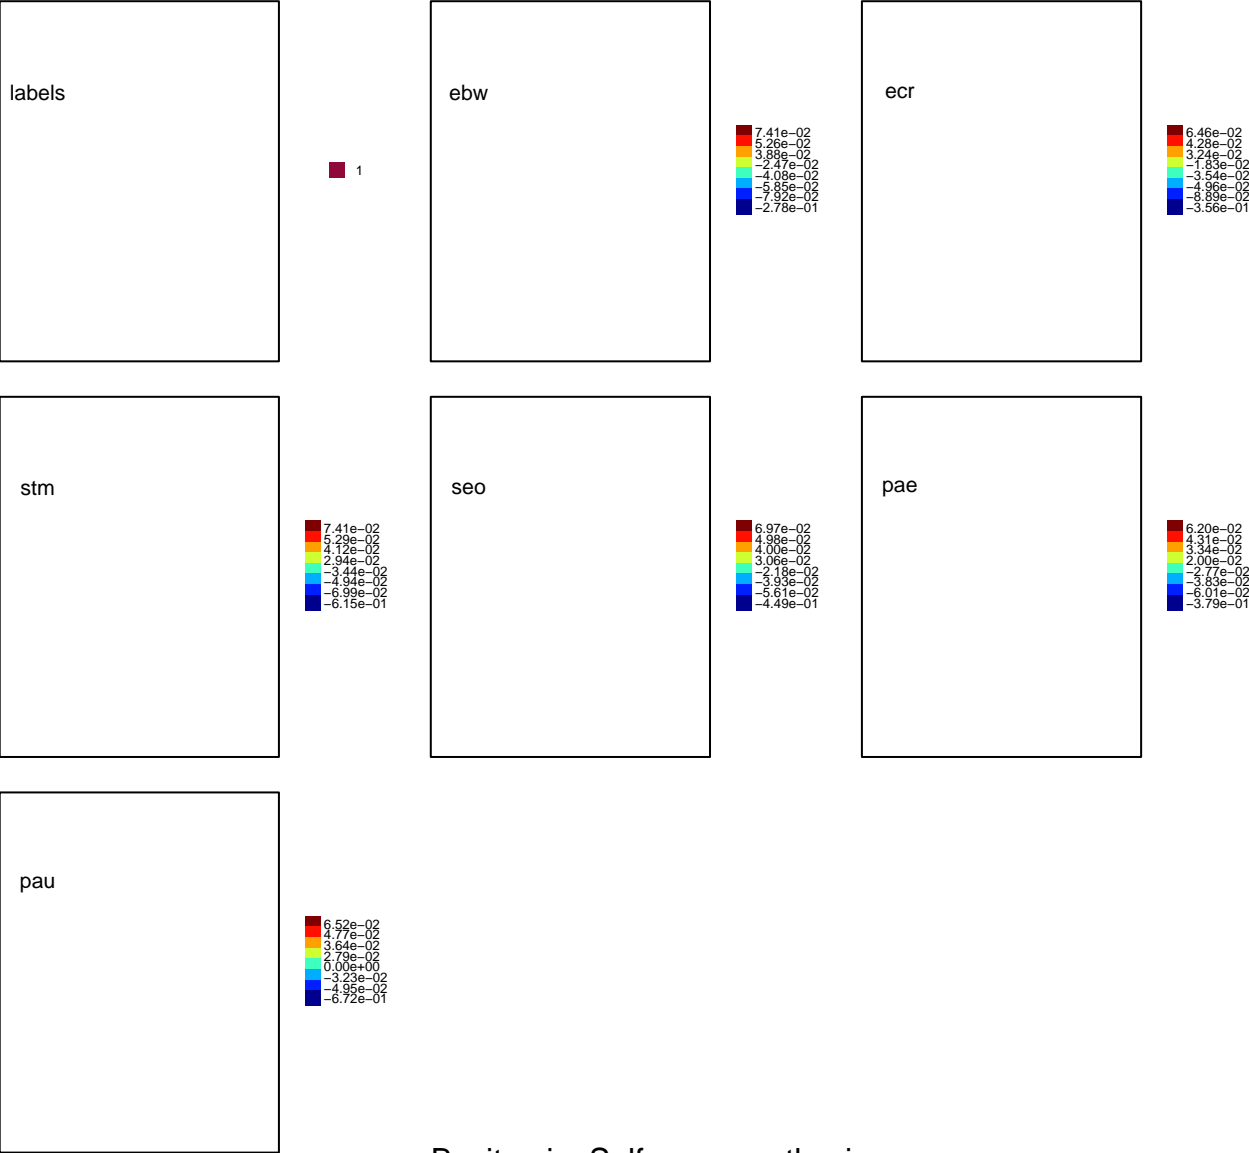 labels
1
ebw
7.41e−02
5.26e−02
3.88e−02
−2.47e−02
−4.08e−02
−5.85e−02
−7.92e−02
−2.78e−01
ecr
6.46e−02
4.28e−02
3.24e−02
−1.83e−02
−3.54e−02
−4.96e−02
−8.89e−02
−3.56e−01
stm
7.41e−02
5.29e−02
4.12e−02
2.94e−02
−3.44e−02
−4.94e−02
−6.99e−02
−6.15e−01
seo
6.97e−02
4.98e−02
4.00e−02
3.06e−02
−2.18e−02
−3.93e−02
−5.61e−02
−4.49e−01
pae
6.20e−02
4.31e−02
3.34e−02
2.00e−02
−2.77e−02
−3.83e−02
−6.01e−02
−3.79e−01
pau
6.52e−02
4.77e−02
3.64e−02
2.79e−02
0.00e+00
−3.23e−02
−4.95e−02
−6.72e−01